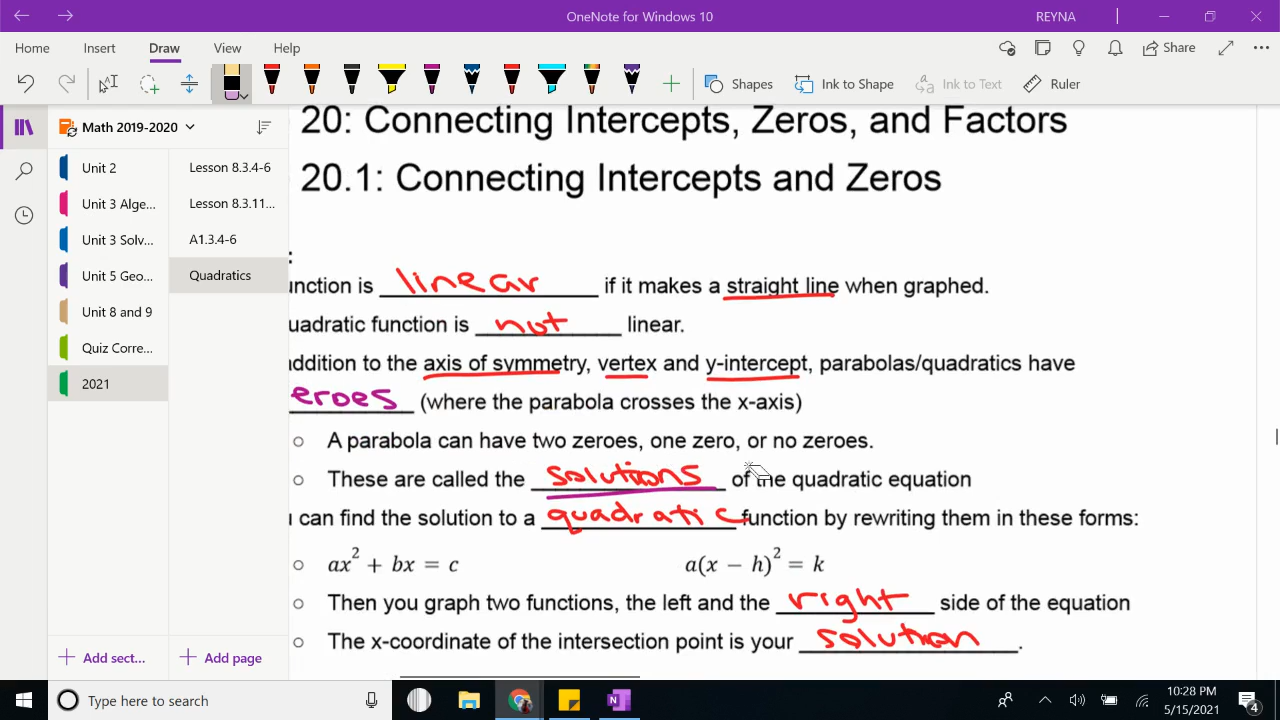 OneNote for Windows 10
REYNA
Home Insert Draw View Help
Share
Shapes Ink to Shape Ink to Text Ruler
Math 2019-2020
Unit 2
Unit 3 Alge...
Unit 3 Solv...
Unit 5 Geo...
Unit 8 and 9
Quiz Corre...
2021
Add sect...
Lesson 8.3.4-6
Lesson 8.3.11...
A1.3.4-6
Quadratics
Add page
20: Connecting Intercepts, Zeros, and Factors
20.1: Connecting Intercepts and Zeros
:
unction is linear if it makes a straight line when graphed.
uadratic function is not linear.
addition to the axis of symmetry, vertex and y-intercept, parabolas/quadratics have
eroes (where the parabola crosses the x-axis)
○ A parabola can have two zeroes, one zero, or no zeroes.
○ These are called the solutions of the quadratic equation
u can find the solution to a quadratic function by rewriting them in these forms:
○ ax² + bx = c a(x − h)² = k
○ Then you graph two functions, the left and the right side of the equation
○ The x-coordinate of the intersection point is your solution.
Type here to search
10:28 PM
5/15/2021
4